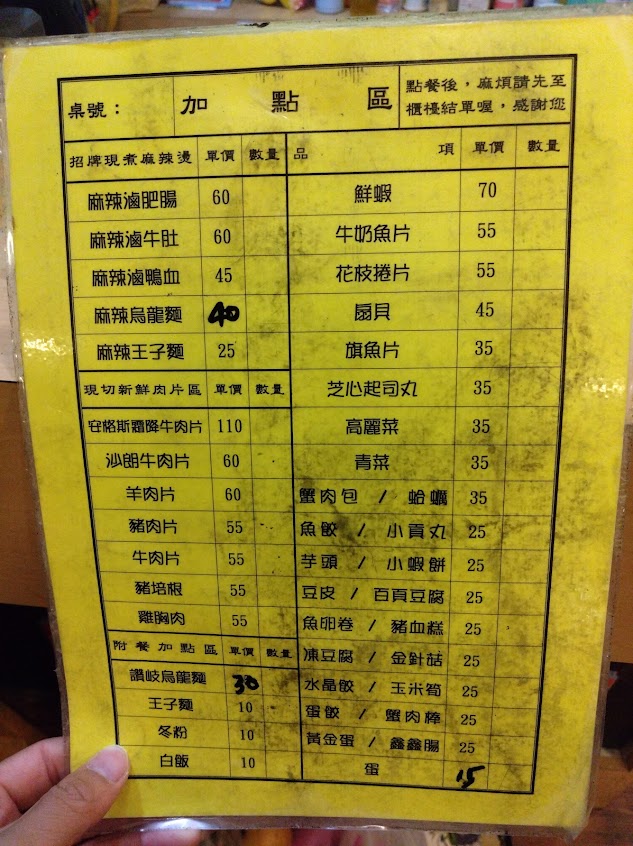 桌號：
加點區
點餐後，麻煩請先至
櫃檯結單喔，感謝您
招牌現煮麻辣燙 單價 數量
麻辣滷肥腸 60
麻辣滷牛肚 60
麻辣滷鴨血 45
麻辣烏龍麵 40
麻辣王子麵 25
現切新鮮肉片區 單價 數量
安格斯霜降牛肉片 110
沙朗牛肉片 60
羊肉片 60
豬肉片 55
牛肉片 55
豬培根 55
雞胸肉 55
附餐加點區 單價 數量
讚岐烏龍麵 30
王子麵 10
冬粉 10
白飯 10
品項 單價 數量
鮮蝦 70
牛奶魚片 55
花枝捲片 55
扇貝 45
旗魚片 35
芝心起司丸 35
高麗菜 35
青菜 35
蟹肉包 / 蛤蠣 35
魚餃 / 小貢丸 25
芋頭 / 小蝦餅 25
豆皮 / 百頁豆腐 25
魚卵卷 / 豬血糕 25
凍豆腐 / 金針菇 25
水晶餃 / 玉米筍 25
蛋餃 / 蟹肉棒 25
黃金蛋 / 鑫鑫腸 25
蛋 15